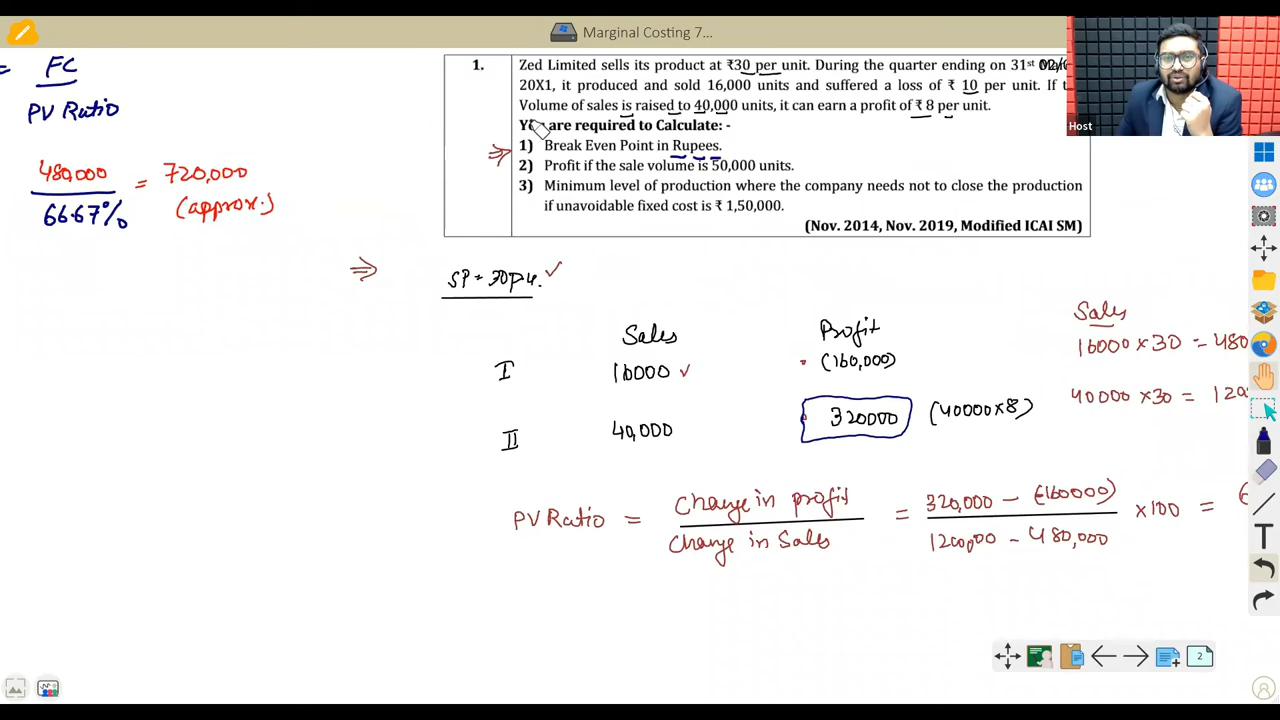 Marginal Costing 7...
= FC
PV Ratio
480,000
66.67% = 720,000
(approx.)
1. Zed Limited sells its product at ₹30 per unit. During the quarter ending on 31st
20X1, it produced and sold 16,000 units and suffered a loss of ₹ 10 per unit. If
Volume of sales is raised to 40,000 units, it can earn a profit of ₹ 8 per unit.
You are required to Calculate: -
1) Break Even Point in Rupees.
2) Profit if the sale volume is 50,000 units.
3) Minimum level of production where the company needs not to close the production
if unavoidable fixed cost is ₹ 1,50,000.
(Nov. 2014, Nov. 2019, Modified ICAI SM)
Host
⇒ SP = 30p.u. ✓
Sales Profit
I 16000 ✓ (160,000)
II 40,000 320000 (40000x8)
Sales
16000 x 30 = 480
40000 x 30 = 120
PV Ratio = Change in profit = 320,000 - (-160000) x100 =
Change in Sales 1200,000 - 480,000
T
2